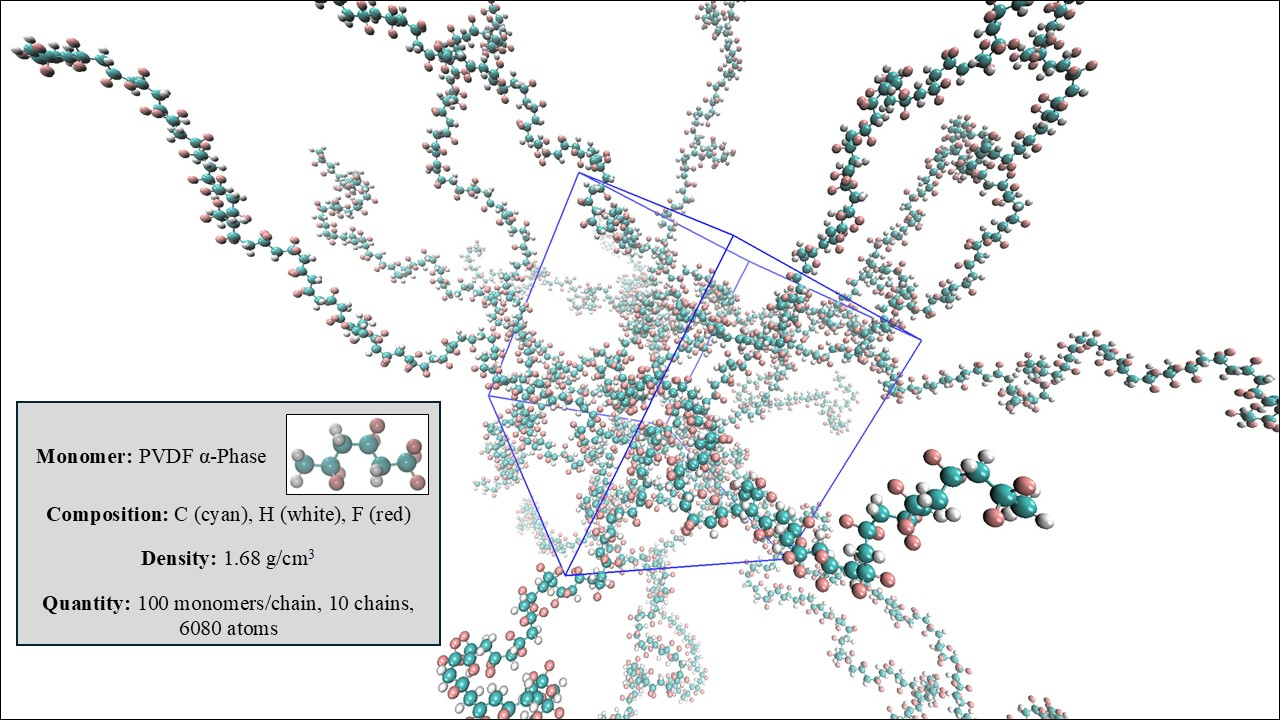 Monomer: PVDF α-Phase
Composition: C (cyan), H (white), F (red)
Density: 1.68 g/cm³
Quantity: 100 monomers/chain, 10 chains,
6080 atoms